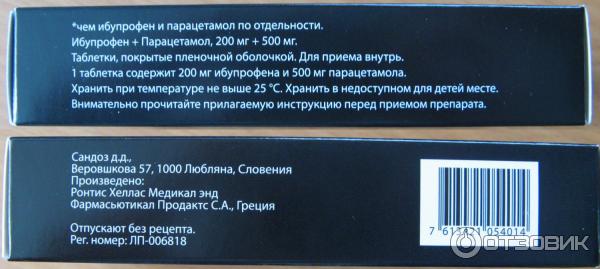 *чем ибупрофен и парацетамол по отдельности.
Ибупрофен + Парацетамол, 200 мг + 500 мг.
Таблетки, покрытые пленочной оболочкой. Для приема внутрь.
1 таблетка содержит 200 мг ибупрофена и 500 мг парацетамола.
Хранить при температуре не выше 25 °C. Хранить в недоступном для детей месте.
Внимательно прочитайте прилагаемую инструкцию перед приемом препарата.
Сандоз д.д.,
Веровшкова 57, 1000 Любляна, Словения
Произведено:
Ронтис Хеллас Медикал энд
Фармасьютикал Продактс С.А., Греция
Отпускают без рецепта.
Рег. номер: ЛП-006818
7 613421 054014
ОТЗОВИК